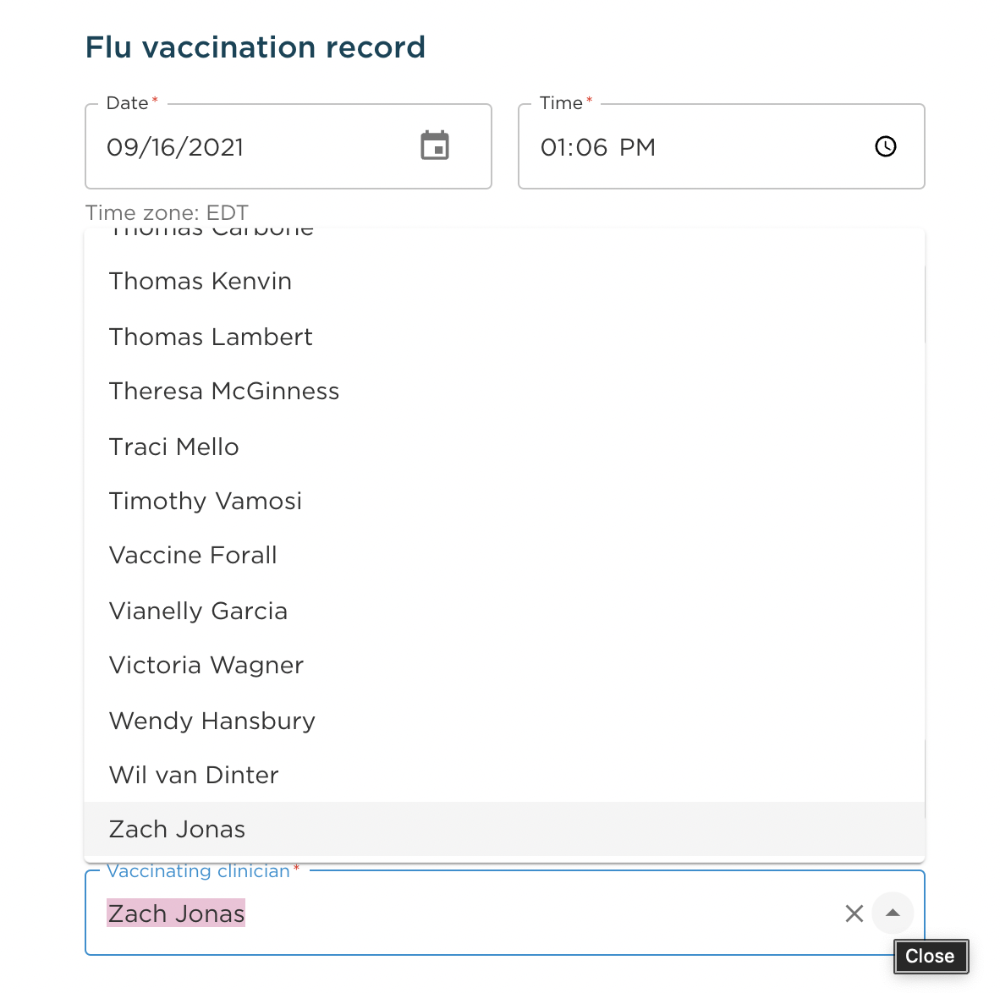 Flu vaccination record
Date* Time*
09/16/2021 01:06 PM
Time zone: EDT
Thomas Carbone
Thomas Kenvin
Thomas Lambert
Theresa McGinness
Traci Mello
Timothy Vamosi
Vaccine Forall
Vianelly Garcia
Victoria Wagner
Wendy Hansbury
Wil van Dinter
Zach Jonas
Vaccinating clinician*
Zach Jonas
Close